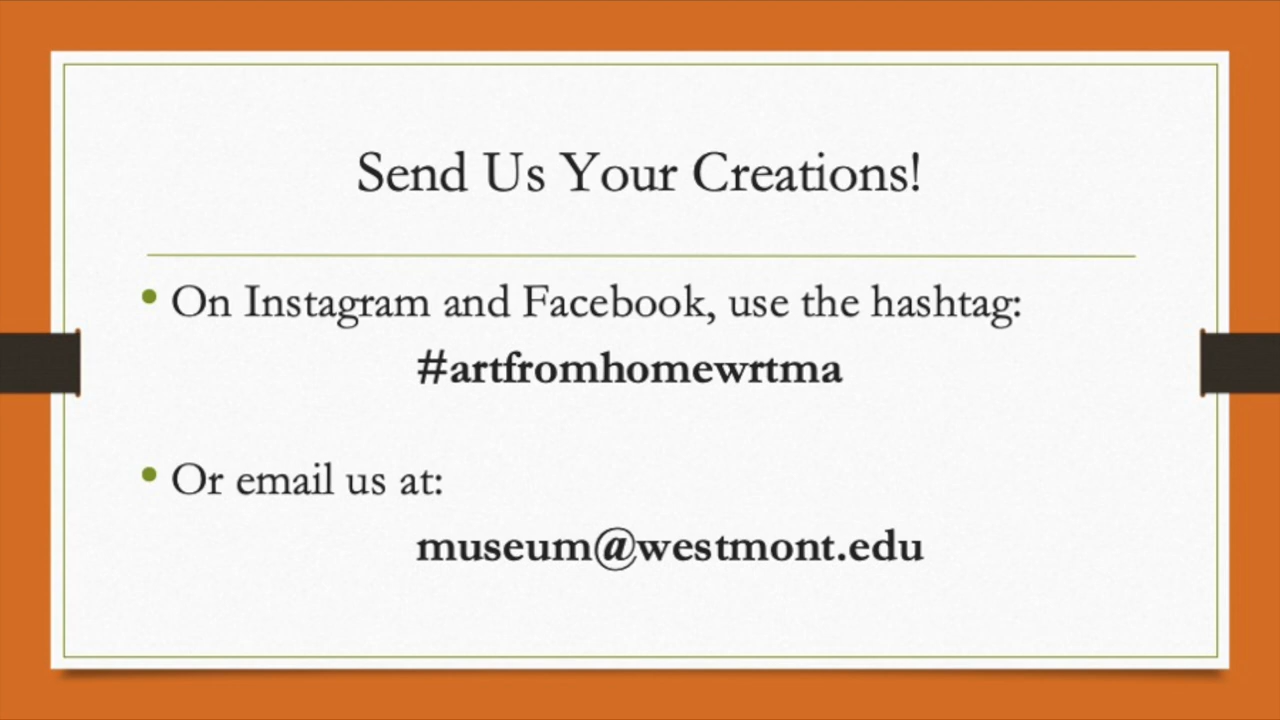 Send Us Your Creations!
• On Instagram and Facebook, use the hashtag:
#artfromhomewrtma
• Or email us at:
museum@westmont.edu